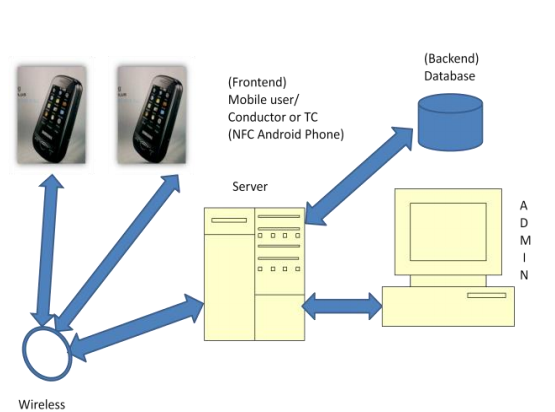 (Backend)
Database
(Frontend)
Mobile user/
Conductor or TC
(NFC Android Phone)
Server
A
D
M
I
N
Wireless